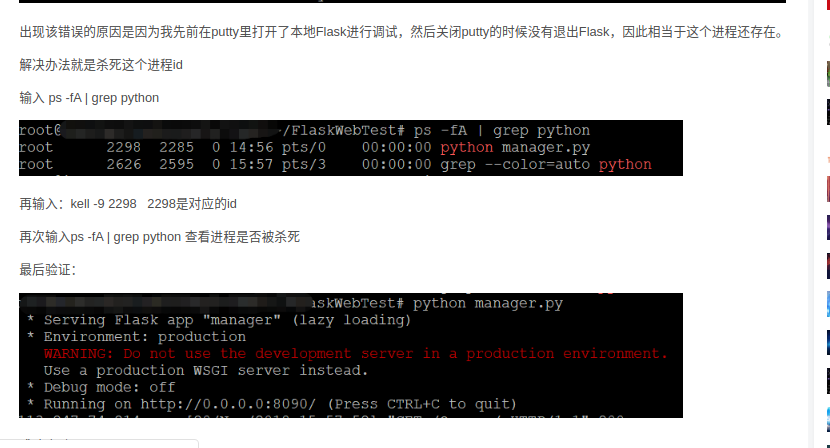 出现该错误的原因是因为我先前在putty里打开了本地Flask进行调试，然后关闭putty的时候没有退出Flask，因此相当于这个进程还存在。
解决办法就是杀死这个进程id
输入 ps -fA | grep python
root@ ~/FlaskWebTest# ps -fA | grep python
root 2298 2285 0 14:56 pts/0 00:00:00 python manager.py
root 2626 2595 0 15:57 pts/3 00:00:00 grep --color=auto python
再输入：kell -9 2298 2298是对应的id
再次输入ps -fA | grep python 查看进程是否被杀死
最后验证：
askWebTest# python manager.py
* Serving Flask app "manager" (lazy loading)
* Environment: production
WARNING: Do not use the development server in a production environment.
Use a production WSGI server instead.
* Debug mode: off
* Running on http://0.0.0.0:8090/ (Press CTRL+C to quit)